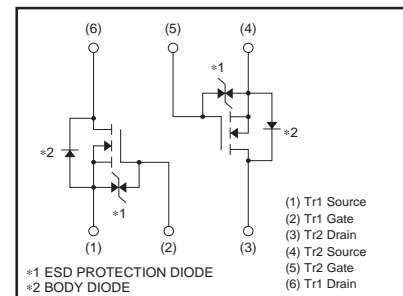 (6) (5) (4)
*1
*2
*2
*1
(1) (2) (3)
(1) Tr1 Source
(2) Tr1 Gate
(3) Tr2 Drain
(4) Tr2 Source
(5) Tr2 Gate
(6) Tr1 Drain
*1 ESD PROTECTION DIODE
*2 BODY DIODE